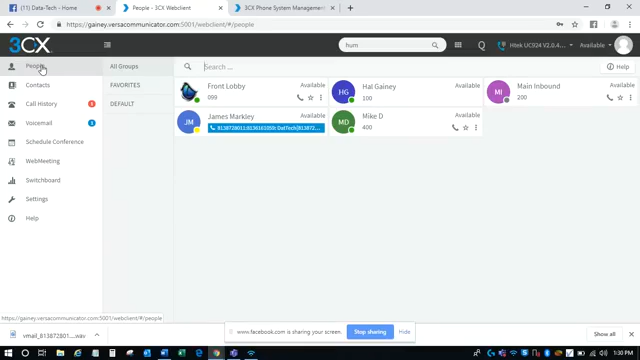 (11) Data-Tech - Home
People - 3CX Webclient
3CX Phone System Management
https://gainey.versacommunicator.com:5001/webclient/#/people
3CX
hum
Htek UC924 v2.0.4...
Available
People
Contacts
Call History
Voicemail
Schedule Conference
WebMeeting
Switchboard
Settings
Help
All Groups
FAVORITES
DEFAULT
Search ...
Help
Front Lobby
Available
099
Hal Gainey
Available
100
MI
Main Inbound
Available
200
HG
JM
James Markley
Available
MD
Mike D
Available
400
https://gainey.versacommunicator.com:5001/webclient/#/people
www.facebook.com is sharing your screen.
Stop sharing
Hide
vmail_813872801....wav
Show all
1:30 PM